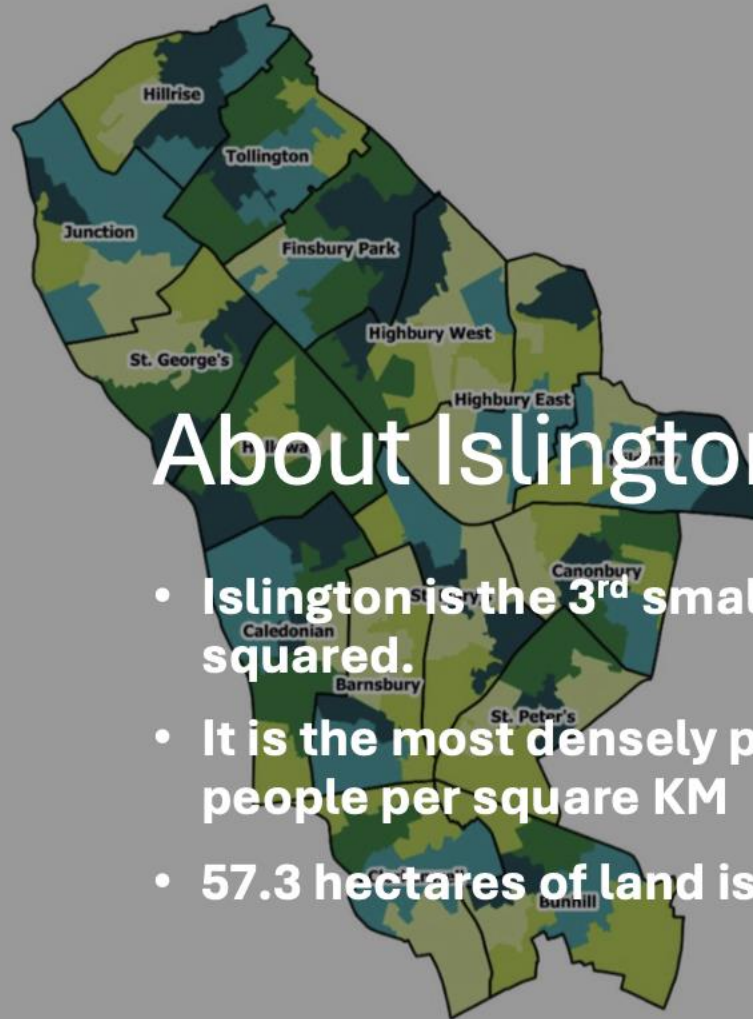 Hillrise
Tollington
Junction
Finsbury Park
Highbury West
St. George's
Highbury East
About Islington
Canonbury
• Islington is the 3rd smal
Caledonian
squared.
Barnsbury
St. Peter's
• It is the most densely p
people per square KM
• 57.3 hectares of land is
Bunhill